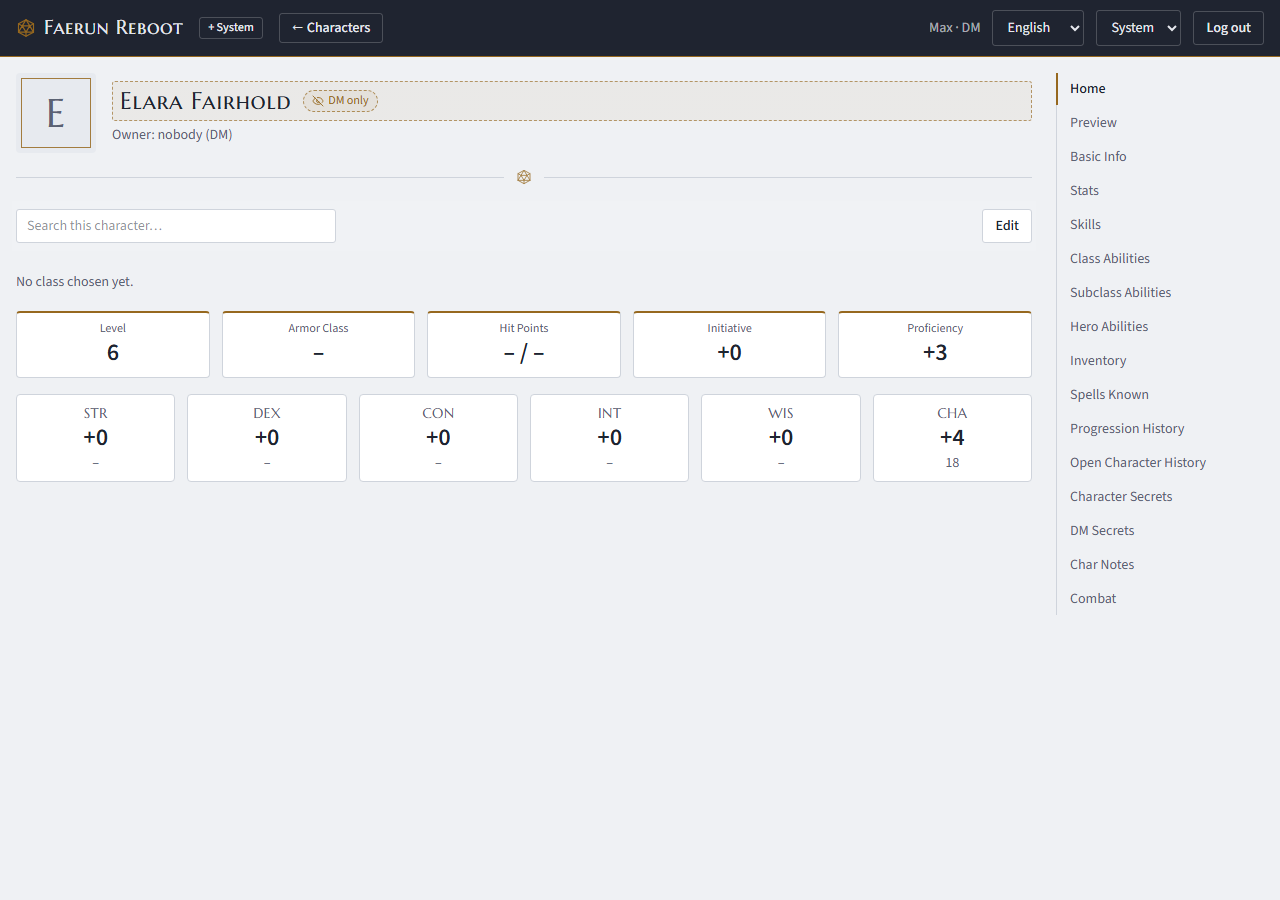 Faerun Reboot
+ System
← Characters
Max · DM
English
System
Log out
E
Elara Fairhold
DM only
Owner: nobody (DM)
Search this character…
Edit
No class chosen yet.
Level
6
Armor Class
–
Hit Points
– / –
Initiative
+0
Proficiency
+3
STR
+0
–
DEX
+0
–
CON
+0
–
INT
+0
–
WIS
+0
–
CHA
+4
18
Home
Preview
Basic Info
Stats
Skills
Class Abilities
Subclass Abilities
Hero Abilities
Inventory
Spells Known
Progression History
Open Character History
Character Secrets
DM Secrets
Char Notes
Combat